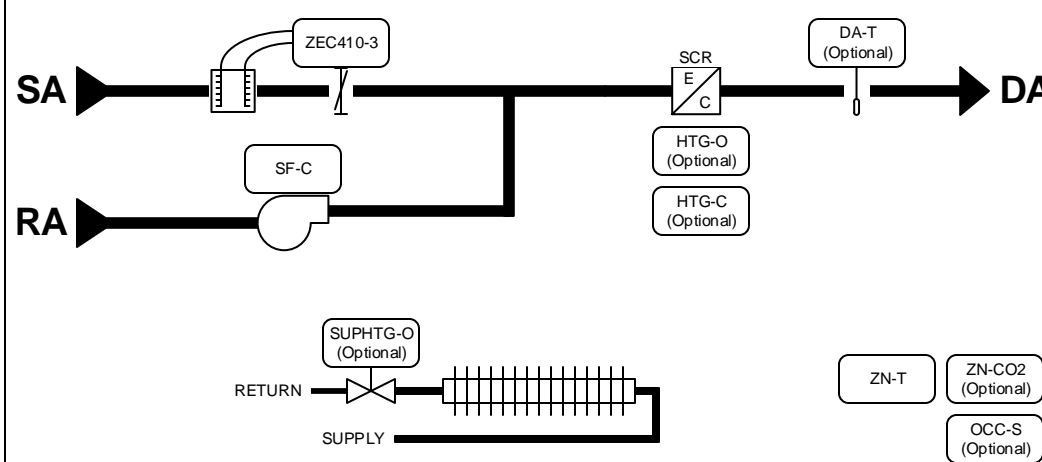 ZEC410-3
DA-T
(Optional)
SCR
SA
E
C
DA
HTG-O
(Optional)
SF-C
HTG-C
(Optional)
RA
SUPHTG-O
(Optional)
RETURN
SUPPLY
ZN-T
ZN-CO2
(Optional)
OCC-S
(Optional)